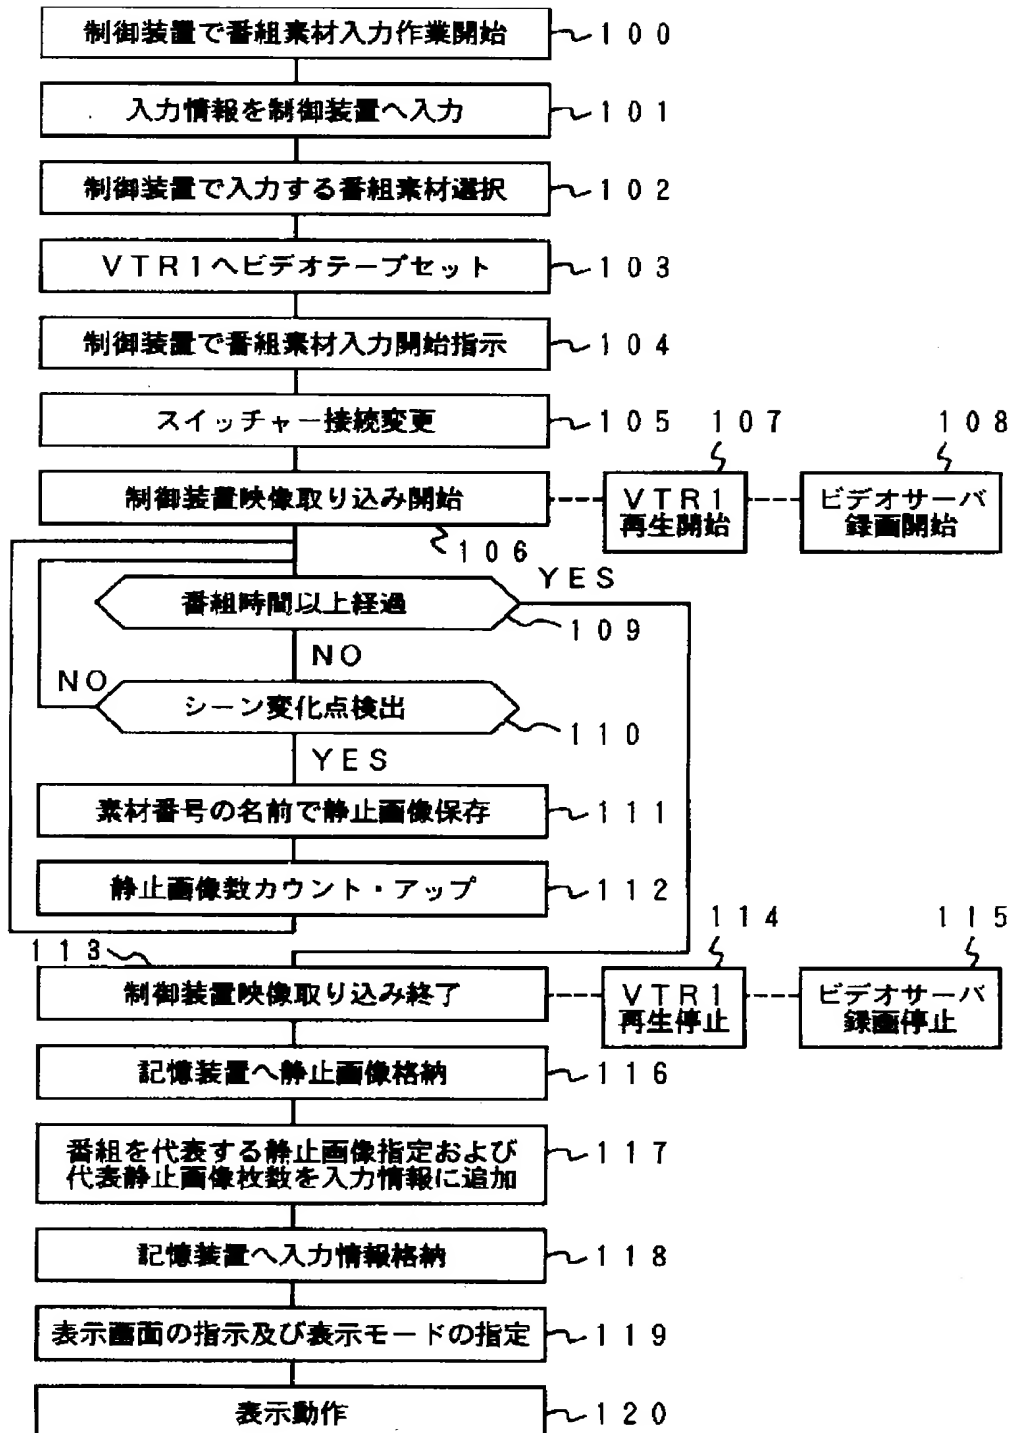 制御装置で番組素材入力作業開始 100
入力情報を制御装置へ入力 101
制御装置で入力する番組素材選択 102
VTR1へビデオテープセット 103
制御装置で番組素材入力開始指示 104
スイッチャー接続変更 105 107 108
制御装置映像取り込み開始
VTR1
再生開始
ビデオサーバ
録画開始
106
YES
番組時間以上経過
109
NO
NO
シーン変化点検出
110
YES
素材番号の名前で静止画像保存 111
静止画像数カウント・アップ 112
114 115
113
制御装置映像取り込み終了
VTR1
再生停止
ビデオサーバ
録画停止
記憶装置へ静止画像格納 116
番組を代表する静止画像指定および
代表静止画像枚数を入力情報に追加
117
記憶装置へ入力情報格納 118
表示画面の指示及び表示モードの指定 119
表示動作 120